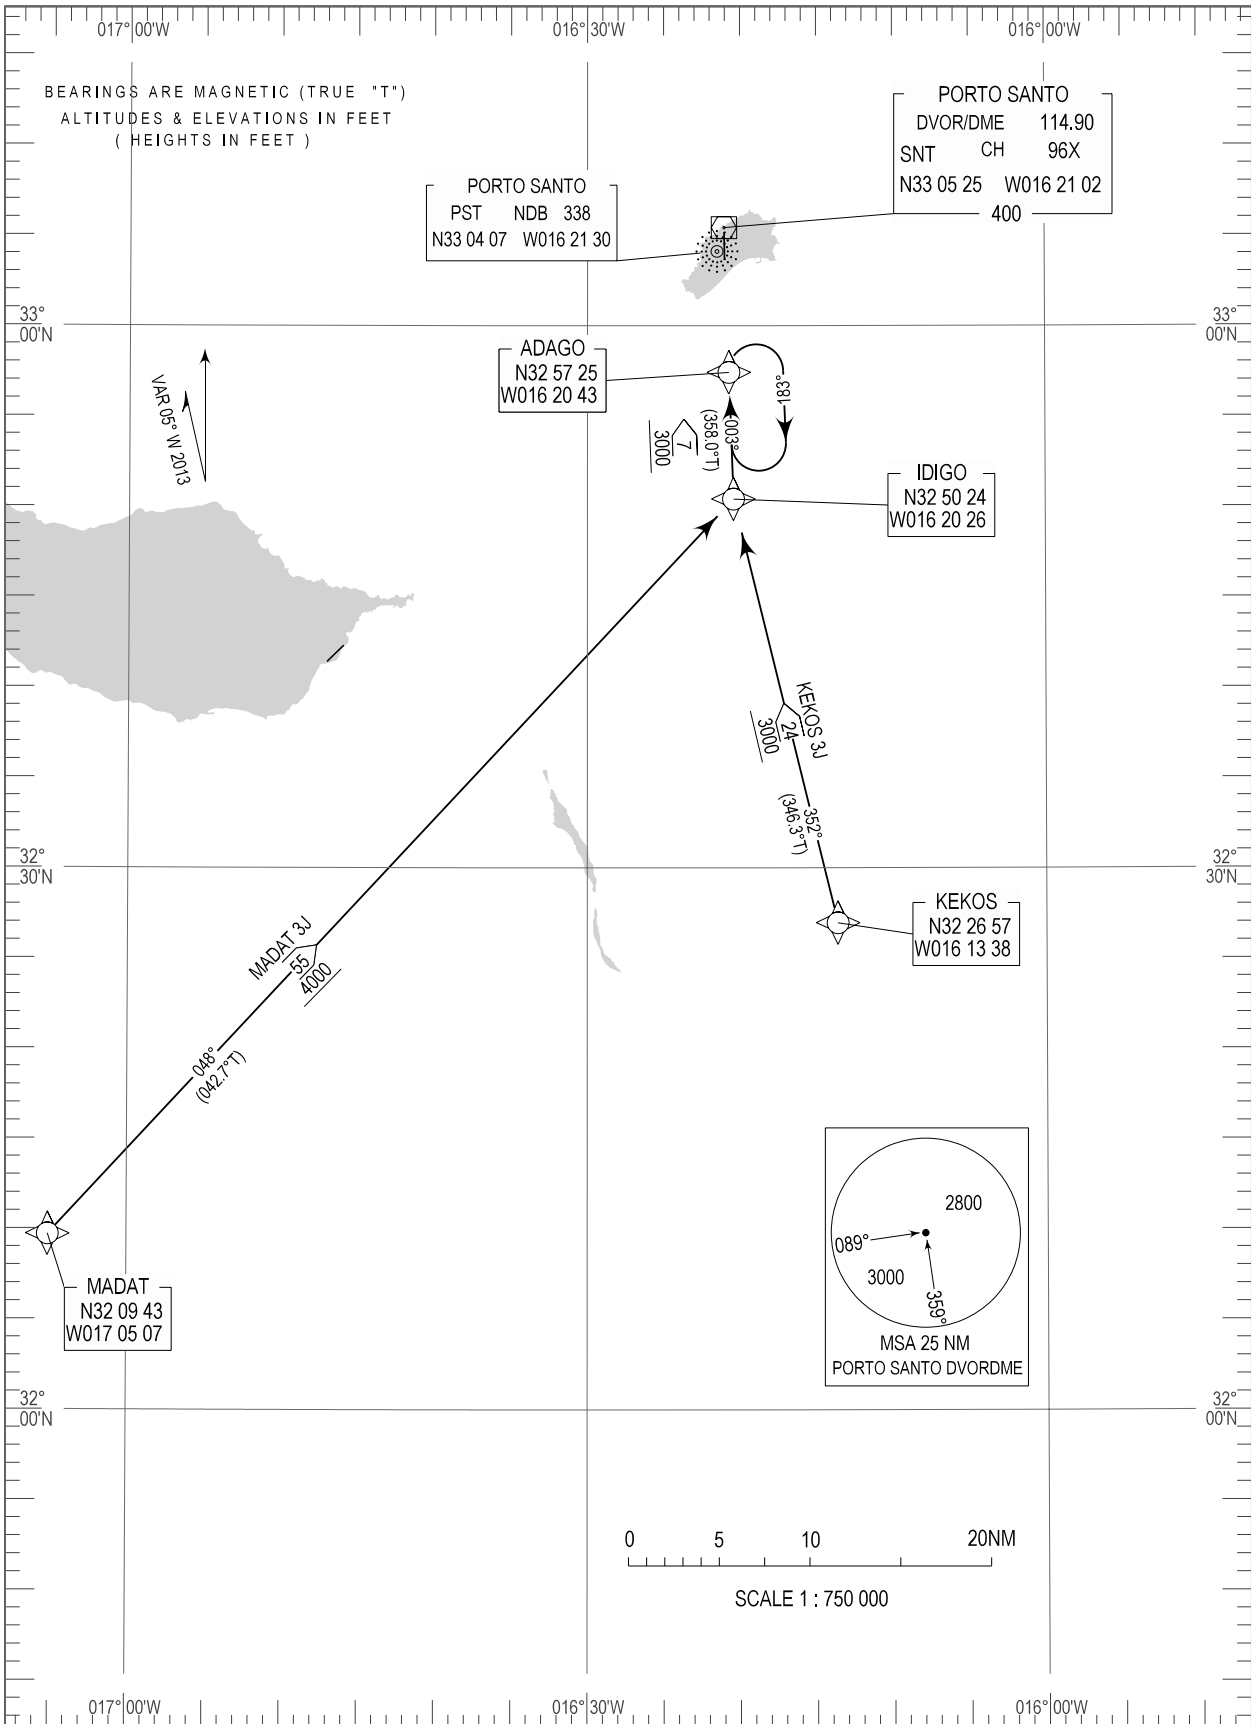 017°00'W
016°30'W
016°00'W
BEARINGS ARE MAGNETIC (TRUE "T")
ALTITUDES & ELEVATIONS IN FEET
( HEIGHTS IN FEET )
PORTO SANTO
DVOR/DME 114.90
SNT CH 96X
N33 05 25 W016 21 02
400
PORTO SANTO
PST NDB 338
N33 04 07 W016 21 30
33°
00'N
33°
00'N
ADAGO
N32 57 25
W016 20 43
183°
003°
(358.0°T)
7
3000
VAR 05° W 2013
IDIGO
N32 50 24
W016 20 26
KEKOS 3J
24
3000
352°
(346.3°T)
32°
30'N
32°
30'N
KEKOS
N32 26 57
W016 13 38
MADAT 3J
55
4000
048°
(042.7°T)
MADAT
N32 09 43
W017 05 07
2800
089°
3000
359°
MSA 25 NM
PORTO SANTO DVORDME
32°
00'N
32°
00'N
0 5 10 20NM
SCALE 1 : 750 000
017°00'W
016°30'W
016°00'W